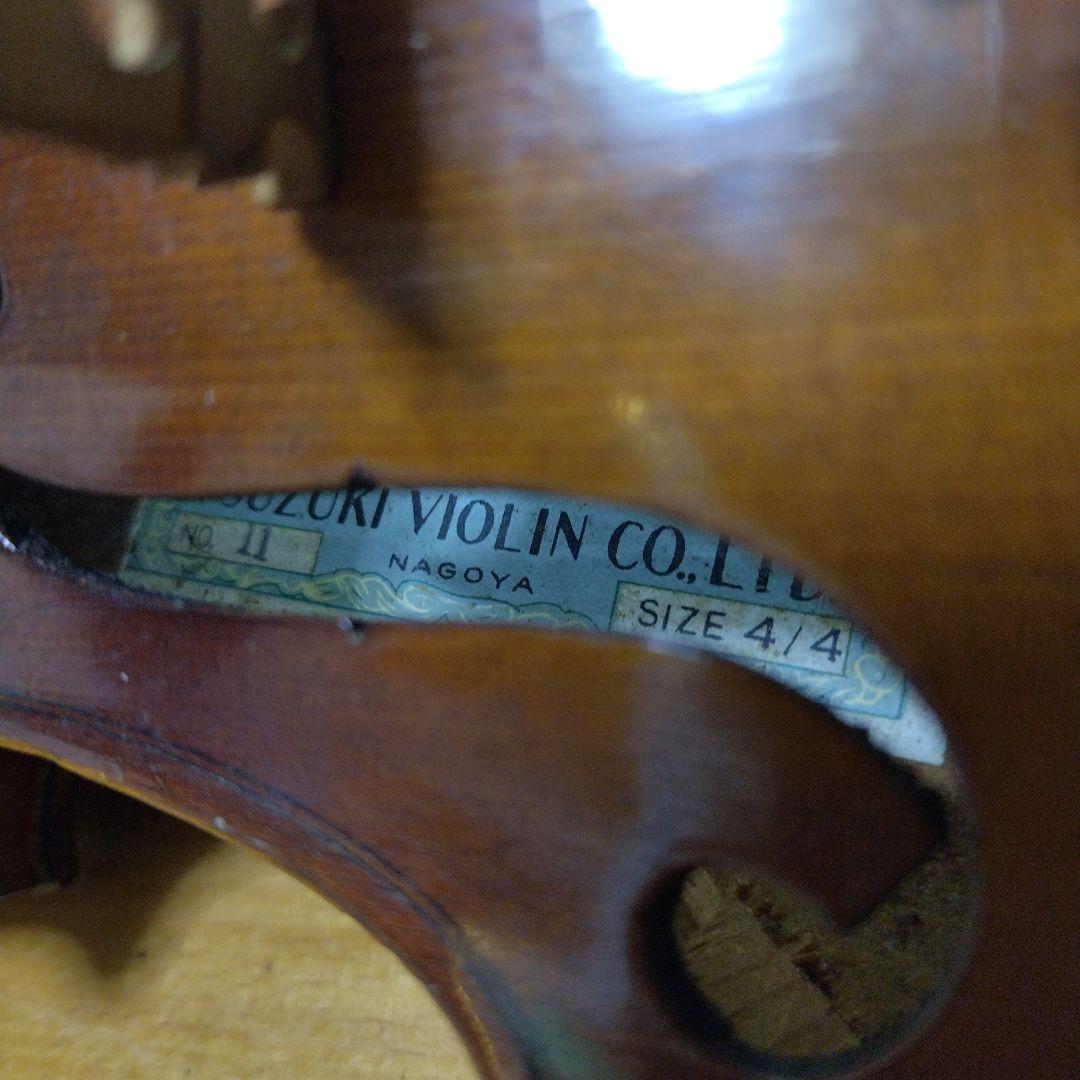 SUZUKI VIOLIN CO., LTD.
NO. 11
NAGOYA
SIZE 4/4